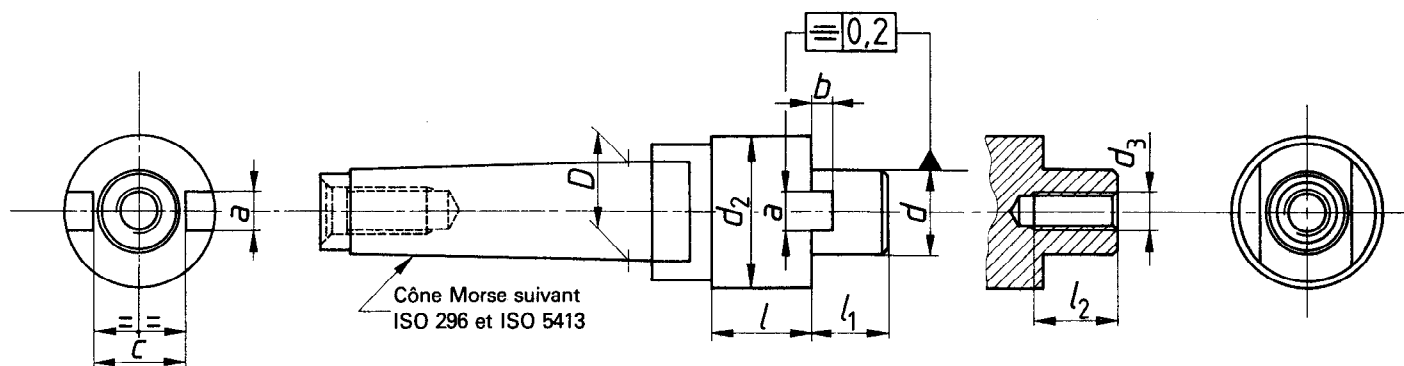 ⌯ 0,2
b
D
d₂
a
d
d₃
a
Cône Morse suivant
ISO 296 et ISO 5413
= =
c
l
l₁
l₂